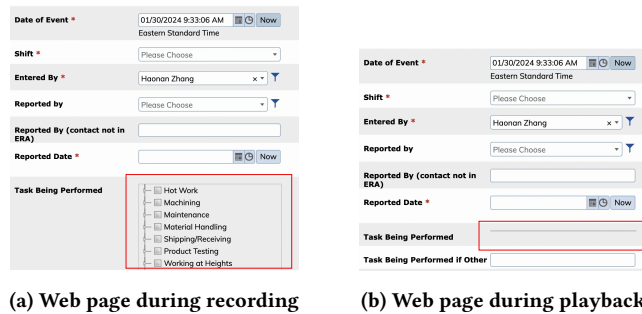 Date of Event *
01/30/2024 9:33:06 AM Now
Eastern Standard Time
Shift *
Please Choose
Entered By *
Haonan Zhang
Reported by
Please Choose
Reported By (contact not in
ERA)
Reported Date *
Now
Task Being Performed
Hot Work
Machining
Maintenance
Material Handling
Shipping/Receiving
Product Testing
Working at Heights
(a) Web page during recording
Date of Event *
01/30/2024 9:33:06 AM Now
Eastern Standard Time
Shift *
Please Choose
Entered By *
Haonan Zhang
Reported by
Please Choose
Reported By (contact not in
ERA)
Reported Date *
Now
Task Being Performed
Task Being Performed if Other
(b) Web page during playback